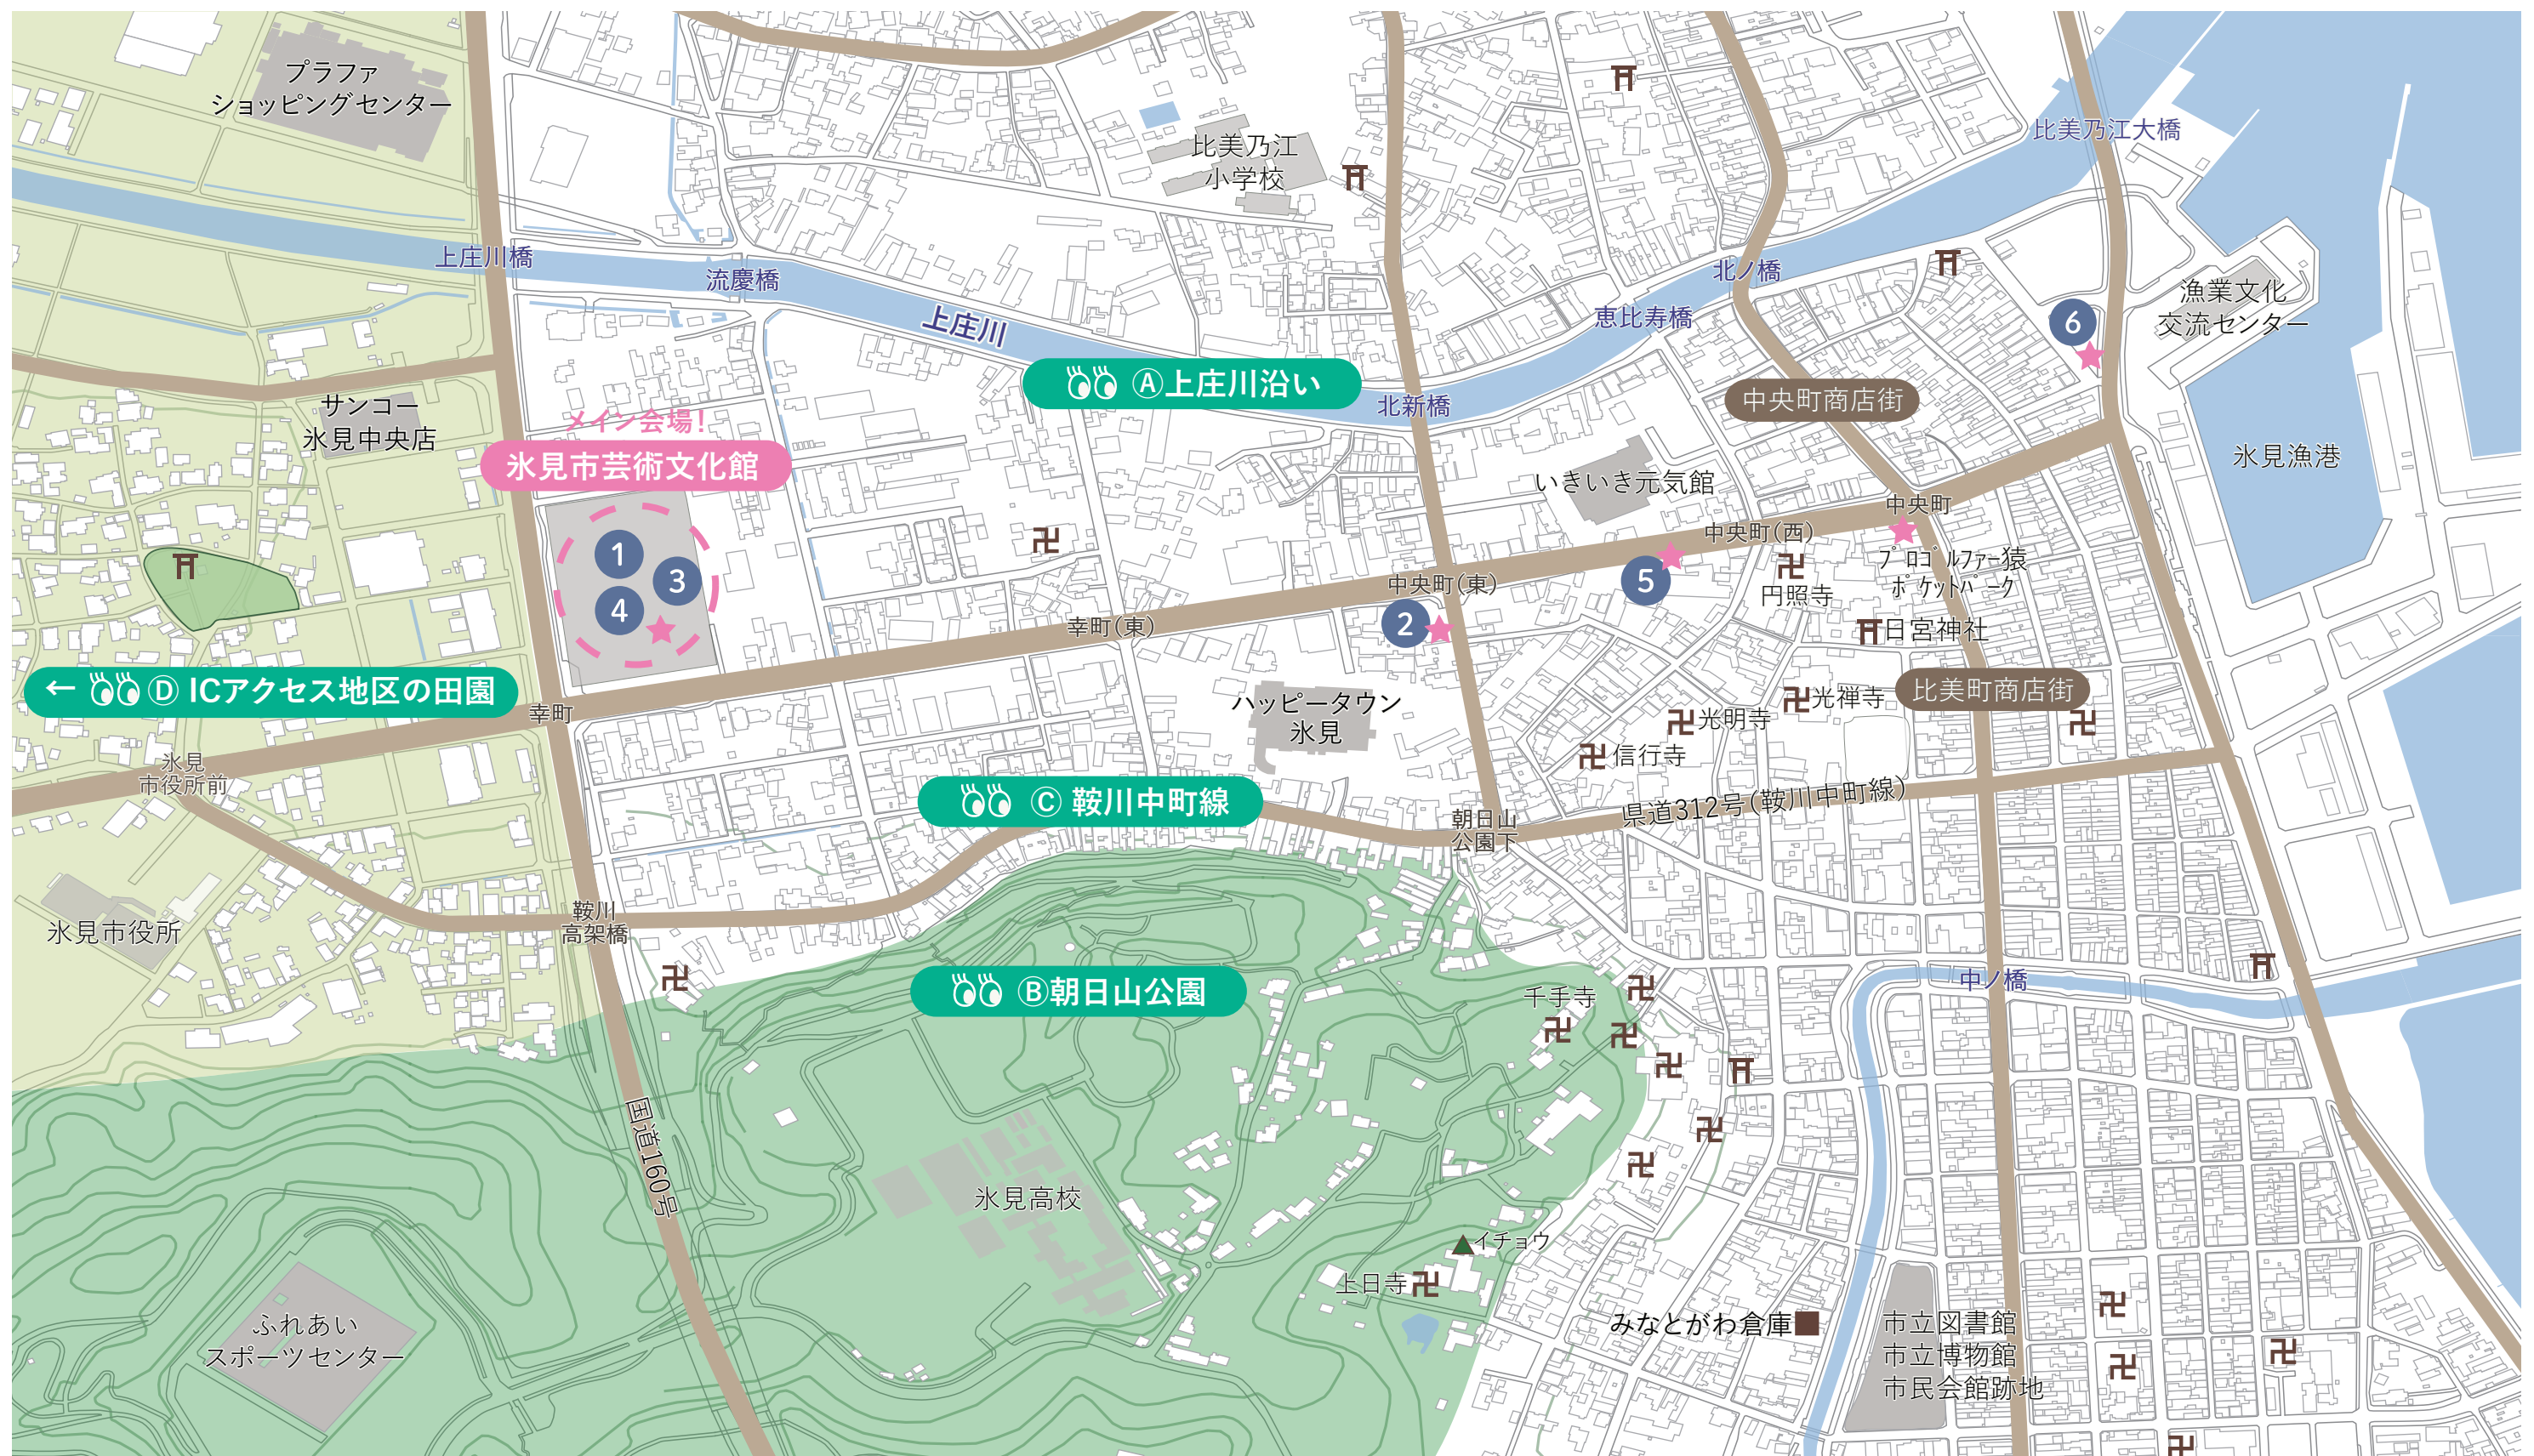 プラファ
ショッピングセンター
比美乃江
小学校
比美乃江大橋
上庄川橋
流慶橋
上庄川
北ノ橋
恵比寿橋
漁業文化
交流センター
6
Ⓐ上庄川沿い
北新橋
中央町商店街
サンコー
氷見中央店
メイン会場!
氷見市芸術文化館
いきいき元気館
氷見漁港
中央町
中央町(西)
1
3
4
5
中央町(東)
2
幸町(東)
プロゴルファー猿
ポケットパーク
円照寺
日宮神社
← Ⓓ ICアクセス地区の田園
幸町
ハッピータウン
氷見
光禅寺
比美町商店街
光明寺
信行寺
氷見
市役所前
Ⓒ 鞍川中町線
朝日山
公園下
県道312号(鞍川中町線)
氷見市役所
鞍川
高架橋
Ⓑ朝日山公園
千手寺
中ノ橋
国道160号
氷見高校
イチョウ
上日寺
ふれあい
スポーツセンター
みなとがわ倉庫
市立図書館
市立博物館
市民会館跡地